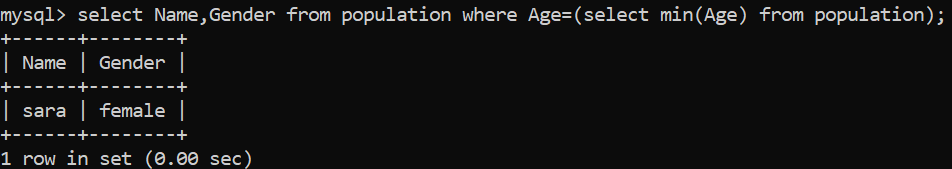 mysql> select Name,Gender from population where Age=(select min(Age) from population);
+------+--------+
| Name | Gender |
+------+--------+
| sara | female |
+------+--------+
1 row in set (0.00 sec)